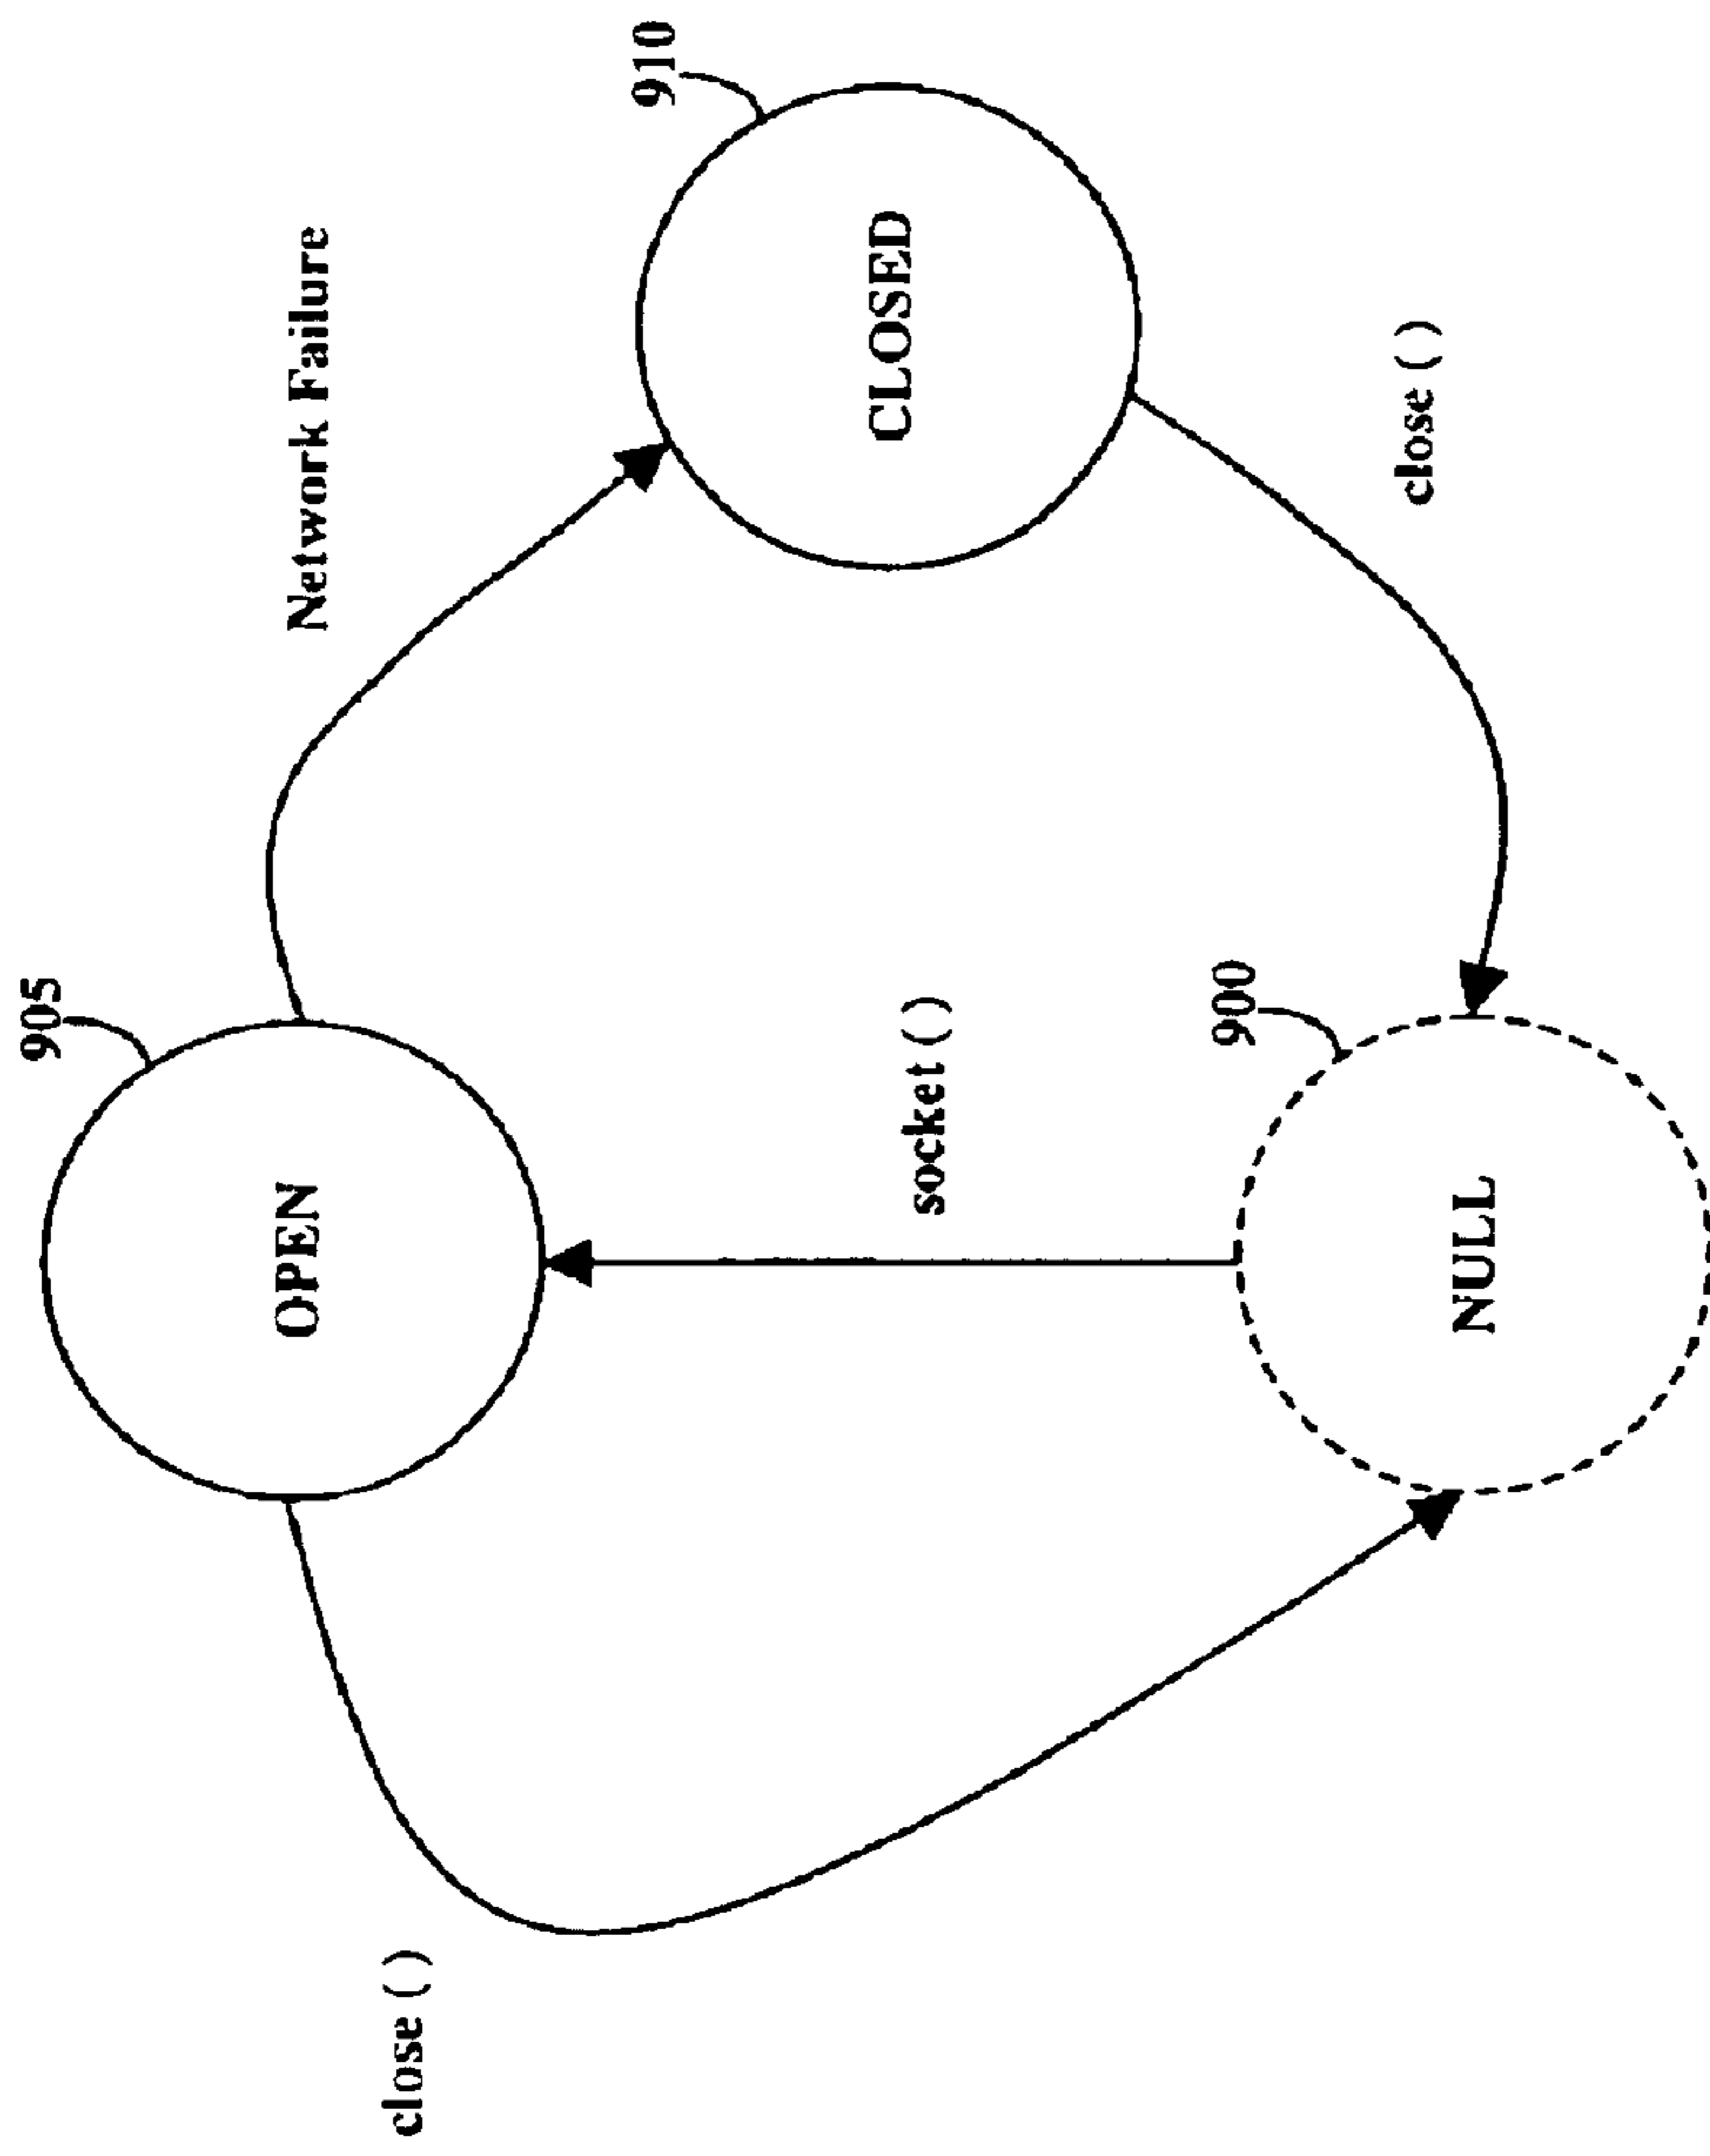 905
OPEN
Network Failure
910
CLOSED
close ( )
socket ( )
900
NULL
close ( )